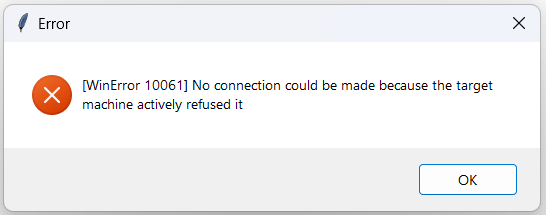 Error
[WinError 10061] No connection could be made because the target
machine actively refused it
OK